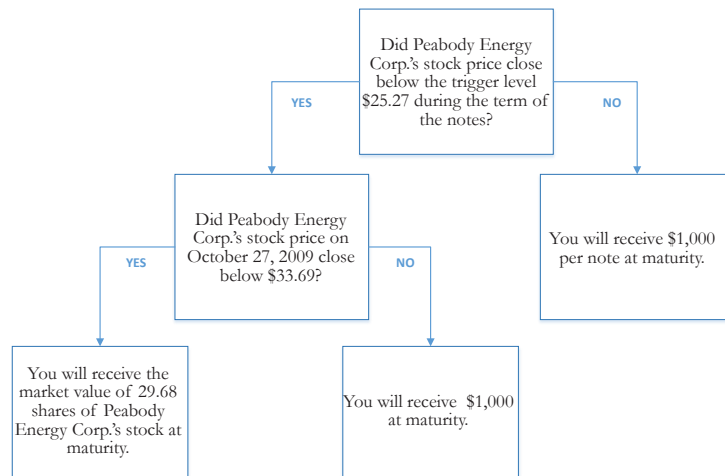 Did Peabody Energy
Corp.'s stock price close
below the trigger level
$25.27 during the term of
the notes?
YES
NO
Did Peabody Energy
Corp.'s stock price on
October 27, 2009 close
below $33.69?
You will receive $1,000
per note at maturity.
YES
NO
You will receive the
market value of 29.68
shares of Peabody
Energy Corp.'s stock at
maturity.
You will receive $1,000
at maturity.